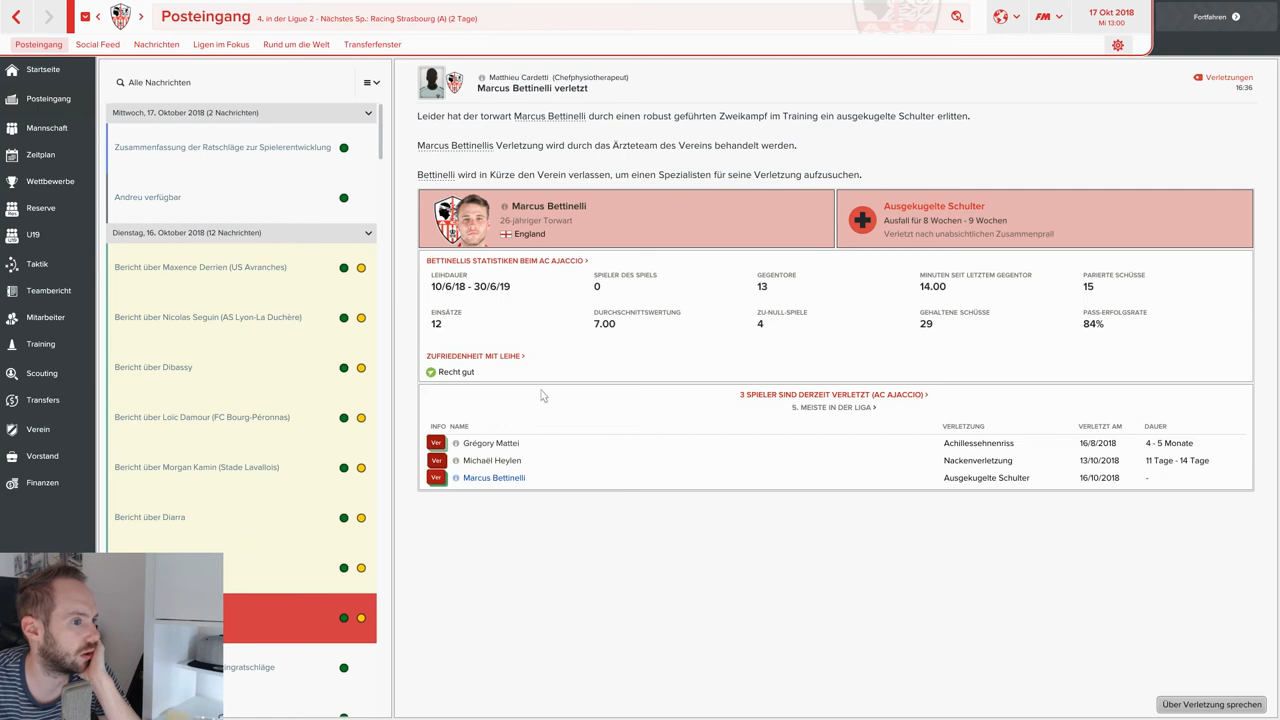 Posteingang
4. in der Ligue 2 - Nächstes Sp.: Racing Strasbourg (A) (2 Tage)
FM
17 Okt 2018
Mi 13:00
Fortfahren
Posteingang
Social Feed
Nachrichten
Ligen im Fokus
Rund um die Welt
Transferfenster
Startseite
Posteingang
Mannschaft
Zeitplan
Wettbewerbe
Res
Reserve
U19
U19
Taktik
Teambericht
Mitarbeiter
Training
Scouting
Transfers
Verein
Vorstand
Finanzen
Alle Nachrichten
Mittwoch, 17. Oktober 2018 (2 Nachrichten)
Zusammenfassung der Ratschläge zur Spielerentwicklung
Andreu verfügbar
Dienstag, 16. Oktober 2018 (12 Nachrichten)
Bericht über Maxence Derrien (US Avranches)
Bericht über Nicolas Seguin (AS Lyon-La Duchère)
Bericht über Dibassy
Bericht über Loïc Damour (FC Bourg-Péronnas)
Bericht über Morgan Kamin (Stade Lavallois)
Bericht über Diarra
ingratschläge
Matthieu Cardetti (Chefphysiotherapeut)
Marcus Bettinelli verletzt
Verletzungen
16:36
Leider hat der torwart Marcus Bettinelli durch einen robust geführten Zweikampf im Training ein ausgekugelte Schulter erlitten.
Marcus Bettinellis Verletzung wird durch das Ärzteteam des Vereins behandelt werden.
Bettinelli wird in Kürze den Verein verlassen, um einen Spezialisten für seine Verletzung aufzusuchen.
Marcus Bettinelli
26-jähriger Torwart
England
Ausgekugelte Schulter
Ausfall für 8 Wochen - 9 Wochen
Verletzt nach unabsichtlichen Zusammenprall
BETTINELLIS STATISTIKEN BEIM AC AJACCIO >
LEIHDAUER SPIELER DES SPIELS GEGENTORE MINUTEN SEIT LETZTEM GEGENTOR PARIERTE SCHÜSSE
10/6/18 - 30/6/19 0 13 14.00 15
EINSÄTZE DURCHSCHNITTSWERTUNG ZU-NULL-SPIELE GEHALTENE SCHÜSSE PASS-ERFOLGSRATE
12 7.00 4 29 84%
ZUFRIEDENHEIT MIT LEIHE >
Recht gut
3 SPIELER SIND DERZEIT VERLETZT (AC AJACCIO) >
5. MEISTE IN DER LIGA >
INFO NAME VERLETZUNG VERLETZT AM DAUER
Ver Grégory Mattei Achillessehnenriss 16/8/2018 4 - 5 Monate
Ver Michaël Heylen Nackenverletzung 13/10/2018 11 Tage - 14 Tage
Ver Marcus Bettinelli Ausgekugelte Schulter 16/10/2018 -
Über Verletzung sprechen